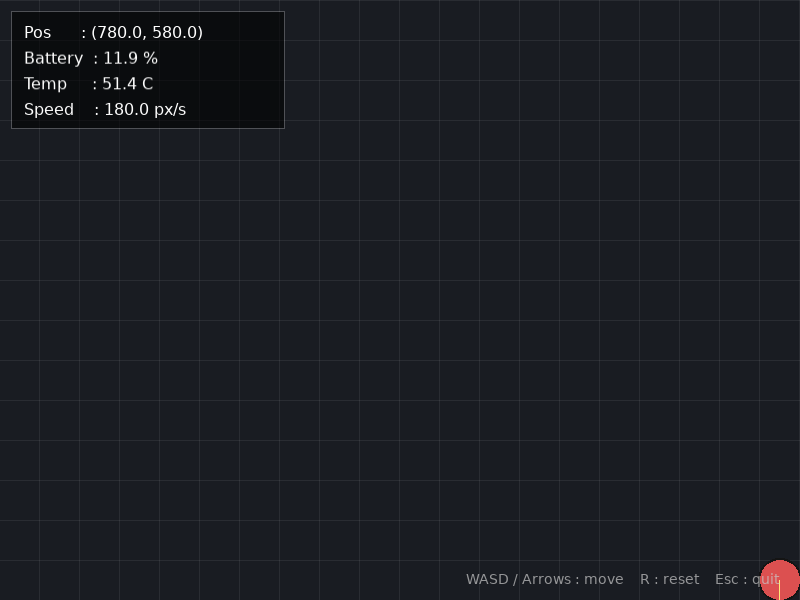 Pos : (780.0, 580.0)
Battery : 11.9 %
Temp : 51.4 C
Speed : 180.0 px/s
WASD / Arrows : move R : reset Esc : quit